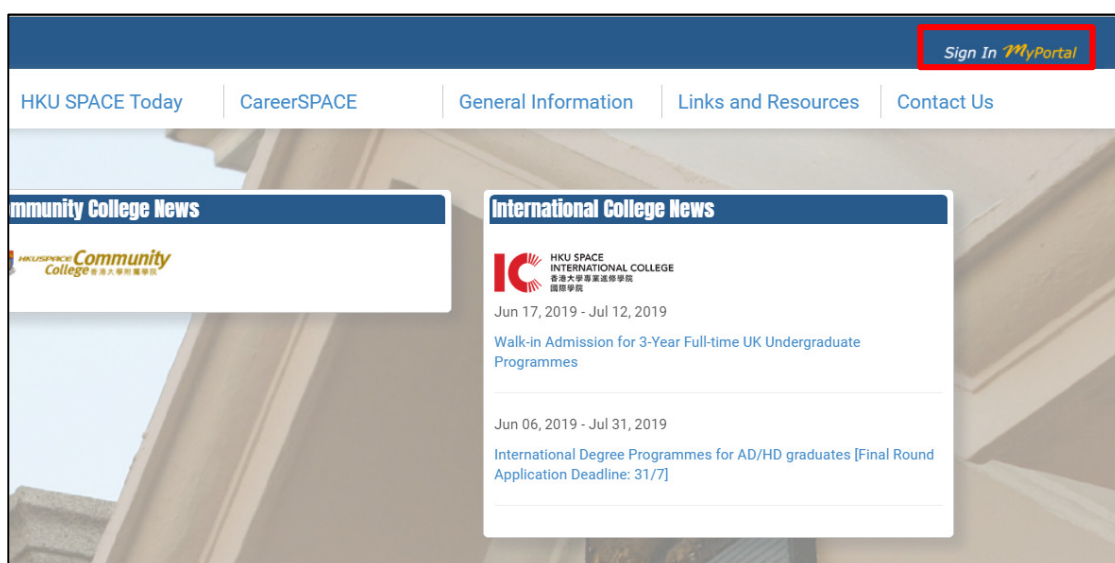 Sign In MyPortal
HKU SPACE Today
CareerSPACE
General Information
Links and Resources
Contact Us
mmunity College News
HKUSPACE Community
College 香港大學附屬學院
International College News
IC
HKU SPACE
INTERNATIONAL COLLEGE
香港大學專業進修學院
國際學院
Jun 17, 2019 - Jul 12, 2019
Walk-in Admission for 3-Year Full-time UK Undergraduate
Programmes
Jun 06, 2019 - Jul 31, 2019
International Degree Programmes for AD/HD graduates [Final Round
Application Deadline: 31/7]